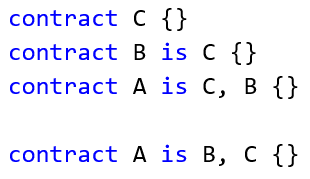 contract C {}
contract B is C {}
contract A is C, B {}
contract A is B, C {}